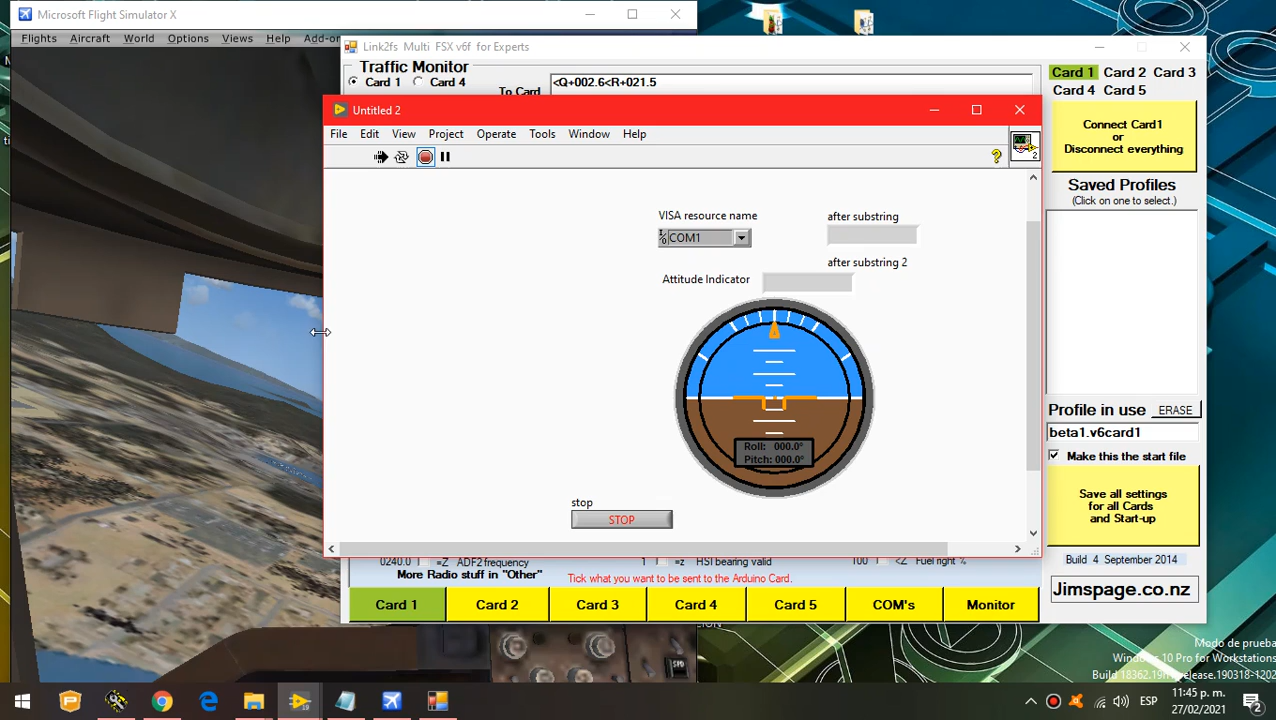 Microsoft Flight Simulator X
Flights Aircraft World Options Views Help Add-on
Link2fs Multi FSX v6f for Experts
Traffic Monitor
Card 1 Card 4
To Card
<Q+002.6<R+021.5
Card 1 Card 2 Card 3
Card 4 Card 5
Connect Card1
or
Disconnect everything
Saved Profiles
(Click on one to select.)
Profile in use ERASE
beta1.v6card1
Make this the start file
Save all settings
for all Cards
and Start-up
Build 4 September 2014
Jimspage.co.nz
Untitled 2
File Edit View Project Operate Tools Window Help
2
VISA resource name
COM1
after substring
after substring 2
Attitude Indicator
Roll: 000.0°
Pitch: 000.0°
stop
STOP
0240.0 =Z ADF2 frequency 1 =z HSI bearing valid 100 <Z Fuel right %
More Radio stuff in "Other" Tick what you want to be sent to the Arduino Card.
Card 1 Card 2 Card 3 Card 4 Card 5 COM's Monitor
STD
Modo de prueba
Windows 10 Pro for Workstations
Build 18362.19h1_release.190318-1202
ESP
11:45 p. m.
27/02/2021
2